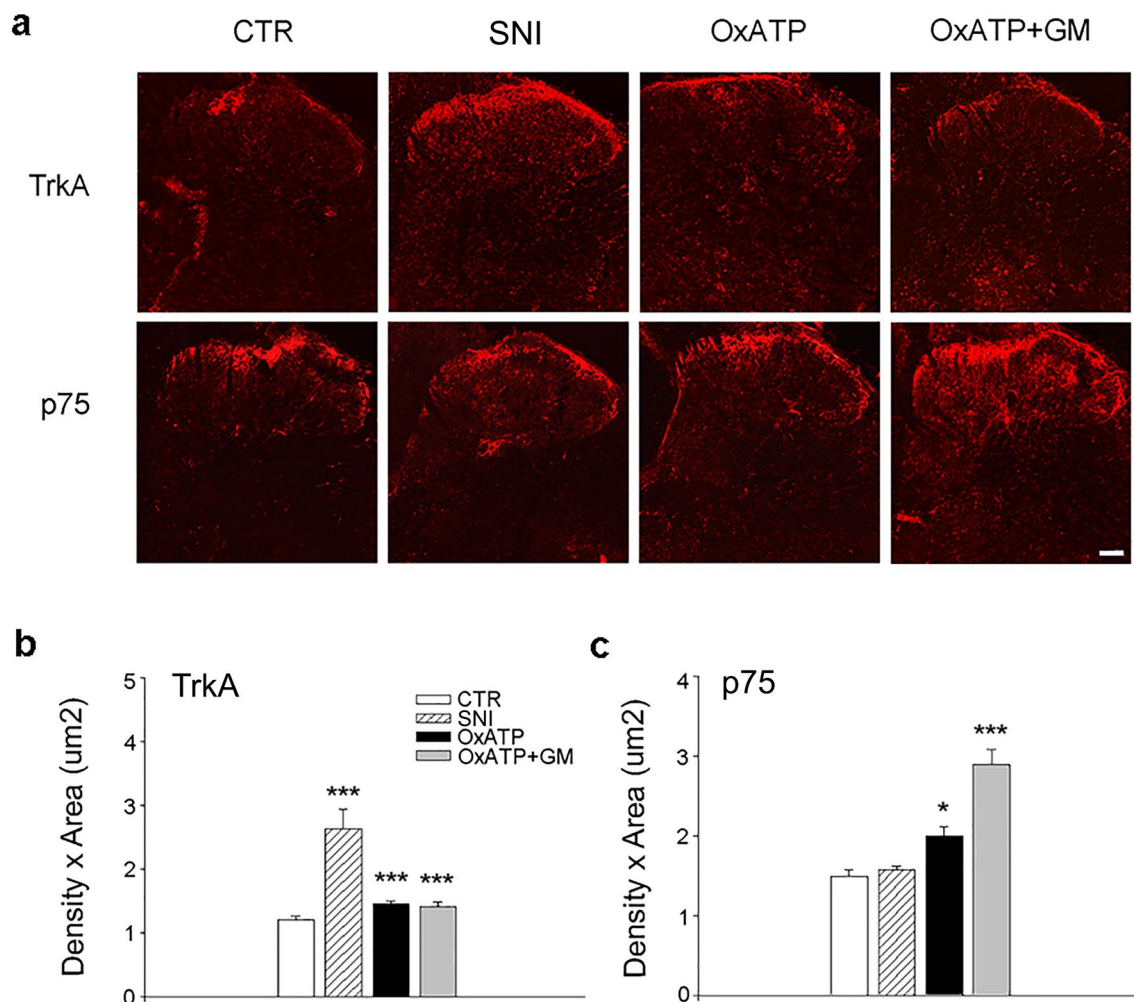 a
CTR SNI OxATP OxATP+GM
TrkA
p75
b
TrkA
Density x Area (um2)
5
4
3
2
1
0
CTR
SNI
OxATP
OxATP+GM
***
*** ***
c
p75
Density x Area (um2)
4
3
2
1
0
***
*